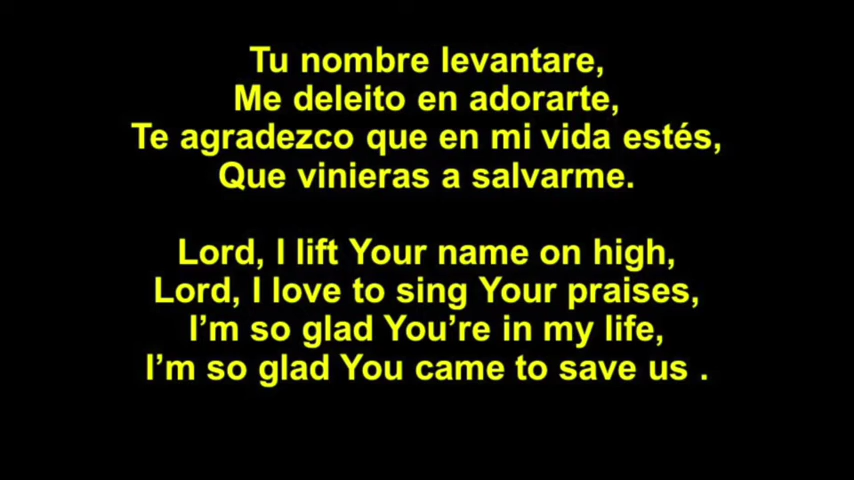 Tu nombre levantare,
Me deleito en adorarte,
Te agradezco que en mi vida estés,
Que vinieras a salvarme.
Lord, I lift Your name on high,
Lord, I love to sing Your praises,
I’m so glad You’re in my life,
I’m so glad You came to save us .